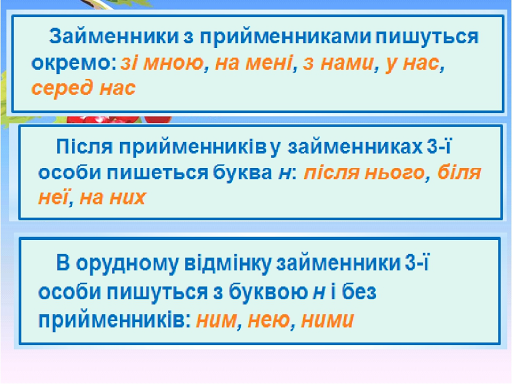 Займенники з прийменниками пишуться
окремо: зі мною, на мені, з нами, у нас,
серед нас
Після прийменників у займенниках 3-ї
особи пишеться буква н: після нього, біля
неї, на них
В орудному відмінку займенники 3-ї
особи пишуться з буквою н і без
прийменників: ним, нею, ними